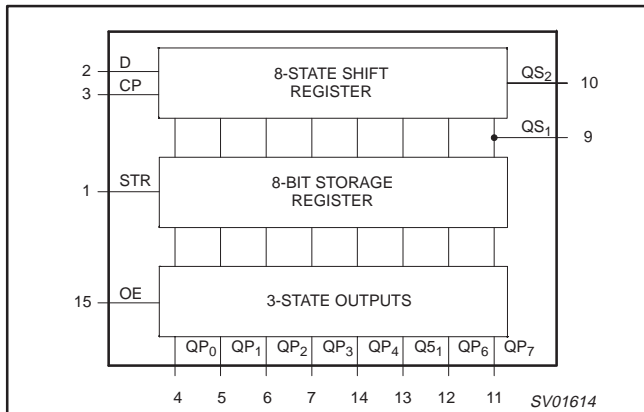 2 D
3 CP
8-STATE SHIFT
REGISTER
QS2 10
QS1 9
1 STR
8-BIT STORAGE
REGISTER
15 OE
3-STATE OUTPUTS
QP0 QP1 QP2 QP3 QP4 Q51 QP6 QP7
4 5 6 7 14 13 12 11
SV01614